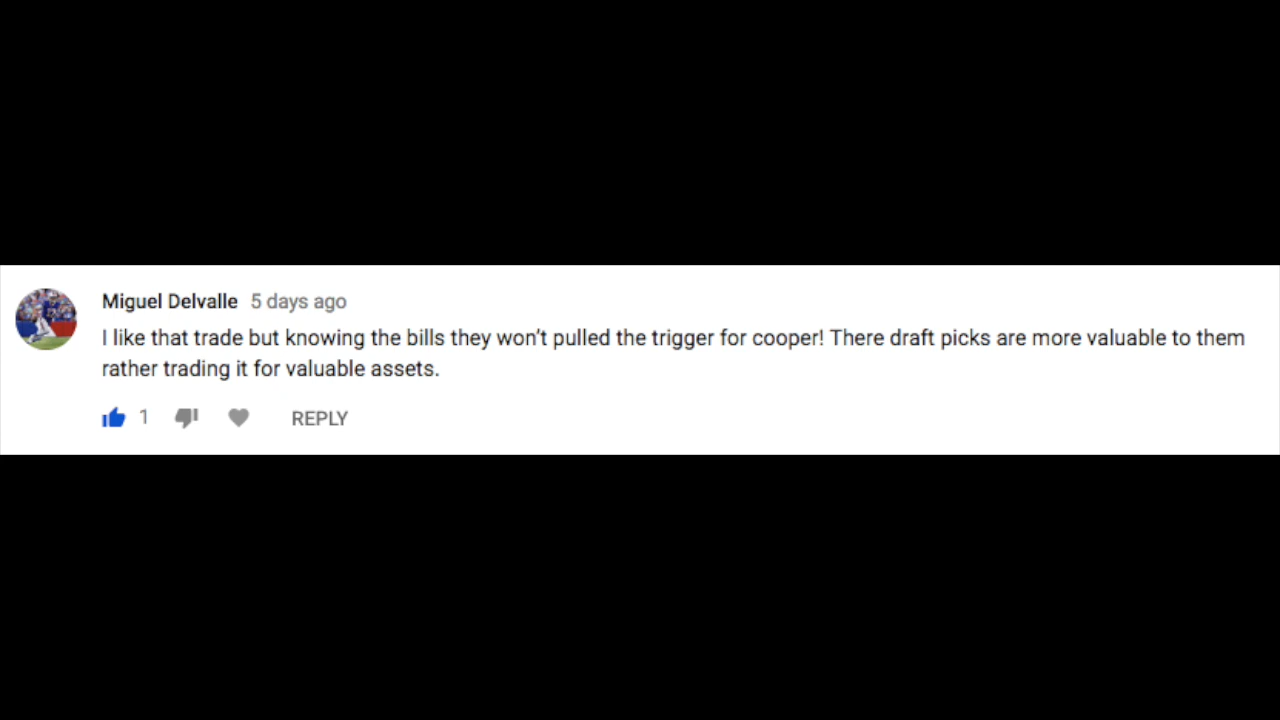 Miguel Delvalle 5 days ago
I like that trade but knowing the bills they won’t pulled the trigger for cooper! There draft picks are more valuable to them
rather trading it for valuable assets.
1 REPLY